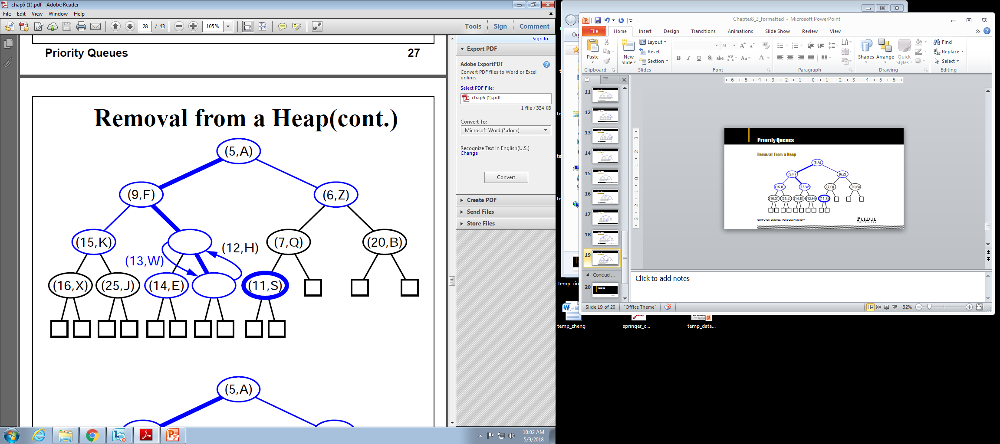 chap6 (1).pdf - Adobe Reader
File Edit View Window Help
28 / 43 105% Tools Sign Comment
Priority Queues 27
Removal from a Heap(cont.)
(5,A)
(9,F) (6,Z)
(15,K) (12,H) (7,Q) (20,B)
(13,W)
(16,X) (25,J) (14,E) (11,S)
(5,A)
Sign In
Export PDF
Adobe ExportPDF
Convert PDF files to Word or Excel
online.
Select PDF File:
chap6 (1).pdf
1 file / 334 KB
Convert To:
Microsoft Word (*.docx)
Recognize Text in English(U.S.)
Change
Convert
Create PDF
Send Files
Store Files
10:02 AM
5/9/2018
Chapter8_3_formatted - Microsoft PowerPoint
File Home Insert Design Transitions Animations Slide Show Review View
Paste
Clipboard
New
Slide
Layout
Reset
Section
Slides
24
B I U S abc AV Aa A
Font
Paragraph
Shapes Arrange Quick
Styles
Drawing
Find
Replace
Select
Editing
6 5 4 3 2 1 0 1 2 3 4 5 6
3 2 1 0 1 2 3
11
12
13
14
15
16
17
18
19
Concludi...
20
Priority Queues
Removal From a Heap
(5,A)
(9,F) (6,Z)
(15,K) (13,W) (7,Q) (20,B)
(16,X) (25,J) (14,E) (12,H) (11,S)
COMPUTER SCIENCE, PURDUE UNIVERSITY
PURDUE
UNIVERSITY
Click to add notes
Slide 19 of 20 "Office Theme" 32%
temp_xio
temp_zheng
springer_c...
temp_data...